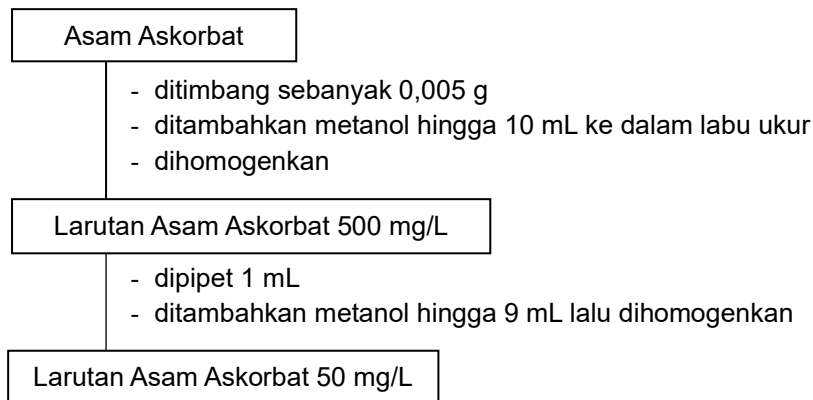 Asam Askorbat
- ditimbang sebanyak 0,005 g
- ditambahkan metanol hingga 10 mL ke dalam labu ukur
- dihomogenkan
Larutan Asam Askorbat 500 mg/L
- dipipet 1 mL
- ditambahkan metanol hingga 9 mL lalu dihomogenkan
Larutan Asam Askorbat 50 mg/L